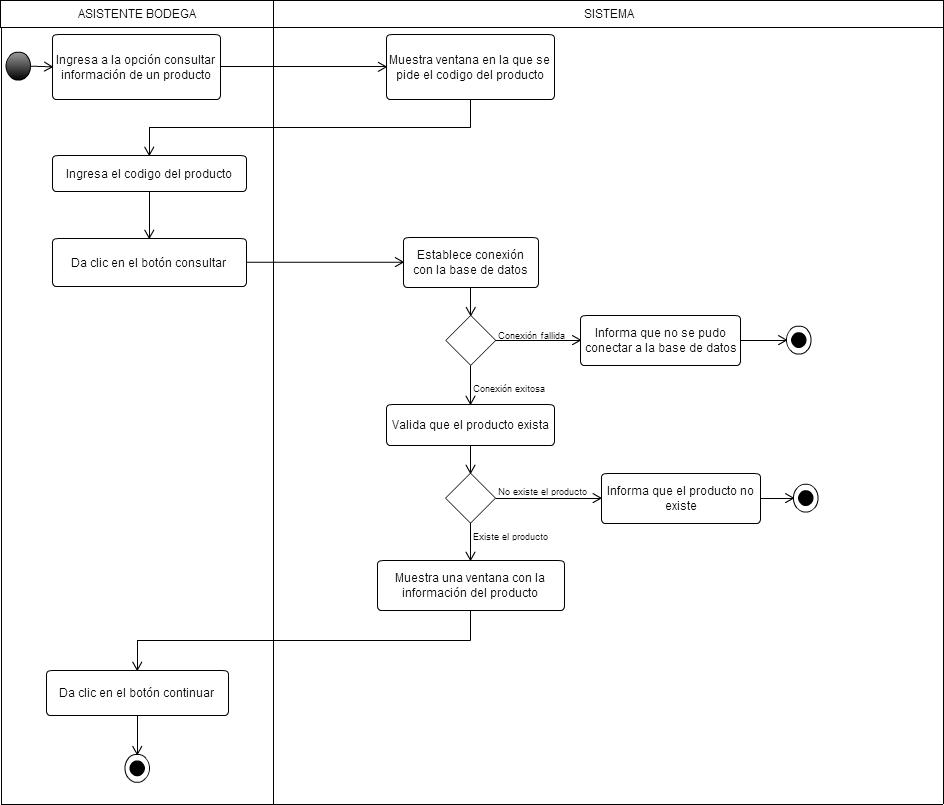 ASISTENTE BODEGA
SISTEMA
Ingresa a la opción consultar
información de un producto
Muestra ventana en la que se
pide el codigo del producto
Ingresa el codigo del producto
Da clic en el botón consultar
Establece conexión
con la base de datos
Conexión fallida
Informa que no se pudo
conectar a la base de datos
Conexión exitosa
Valida que el producto exista
No existe el producto
Informa que el producto no
existe
Existe el producto
Muestra una ventana con la
información del producto
Da clic en el botón continuar